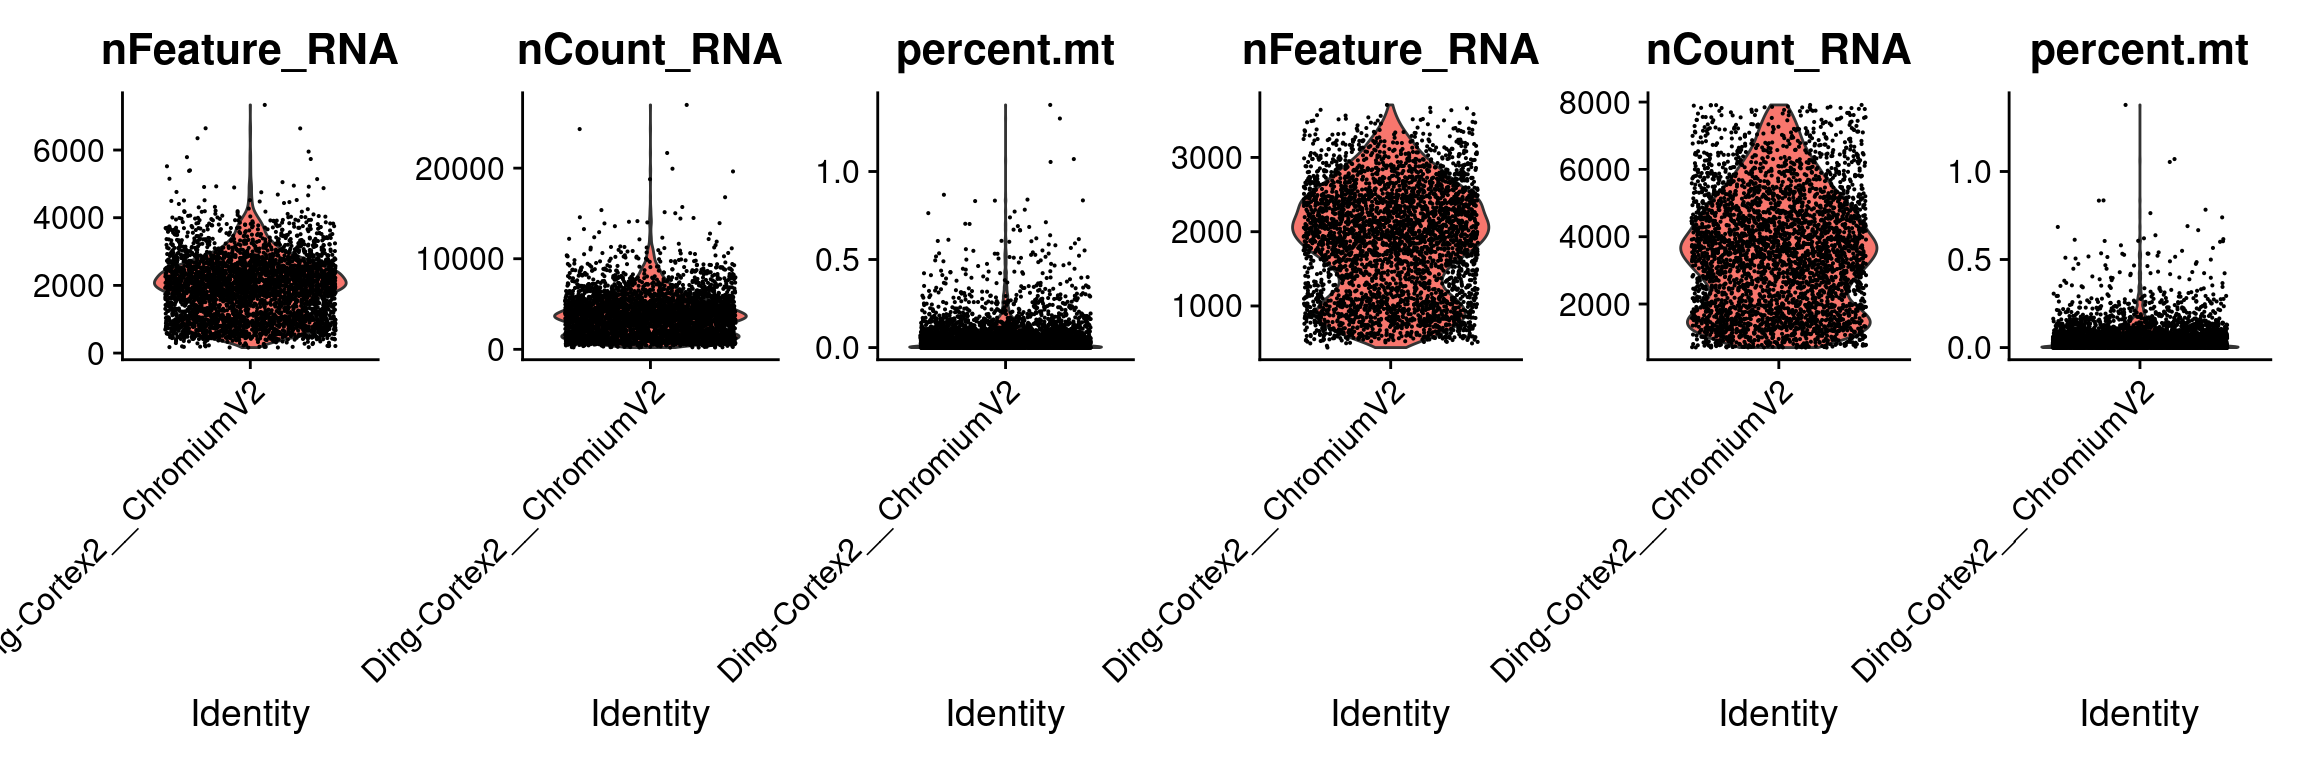 nFeature_RNA
6000
4000
2000
0
ng-Cortex2__ChromiumV2
Identity
nCount_RNA
20000
10000
0
Ding-Cortex2__ChromiumV2
Identity
percent.mt
1.0
0.5
0.0
Ding-Cortex2__ChromiumV2
Identity
nFeature_RNA
3000
2000
1000
Ding-Cortex2__ChromiumV2
Identity
nCount_RNA
8000
6000
4000
2000
Ding-Cortex2__ChromiumV2
Identity
percent.mt
1.0
0.5
0.0
Ding-Cortex2__ChromiumV2
Identity